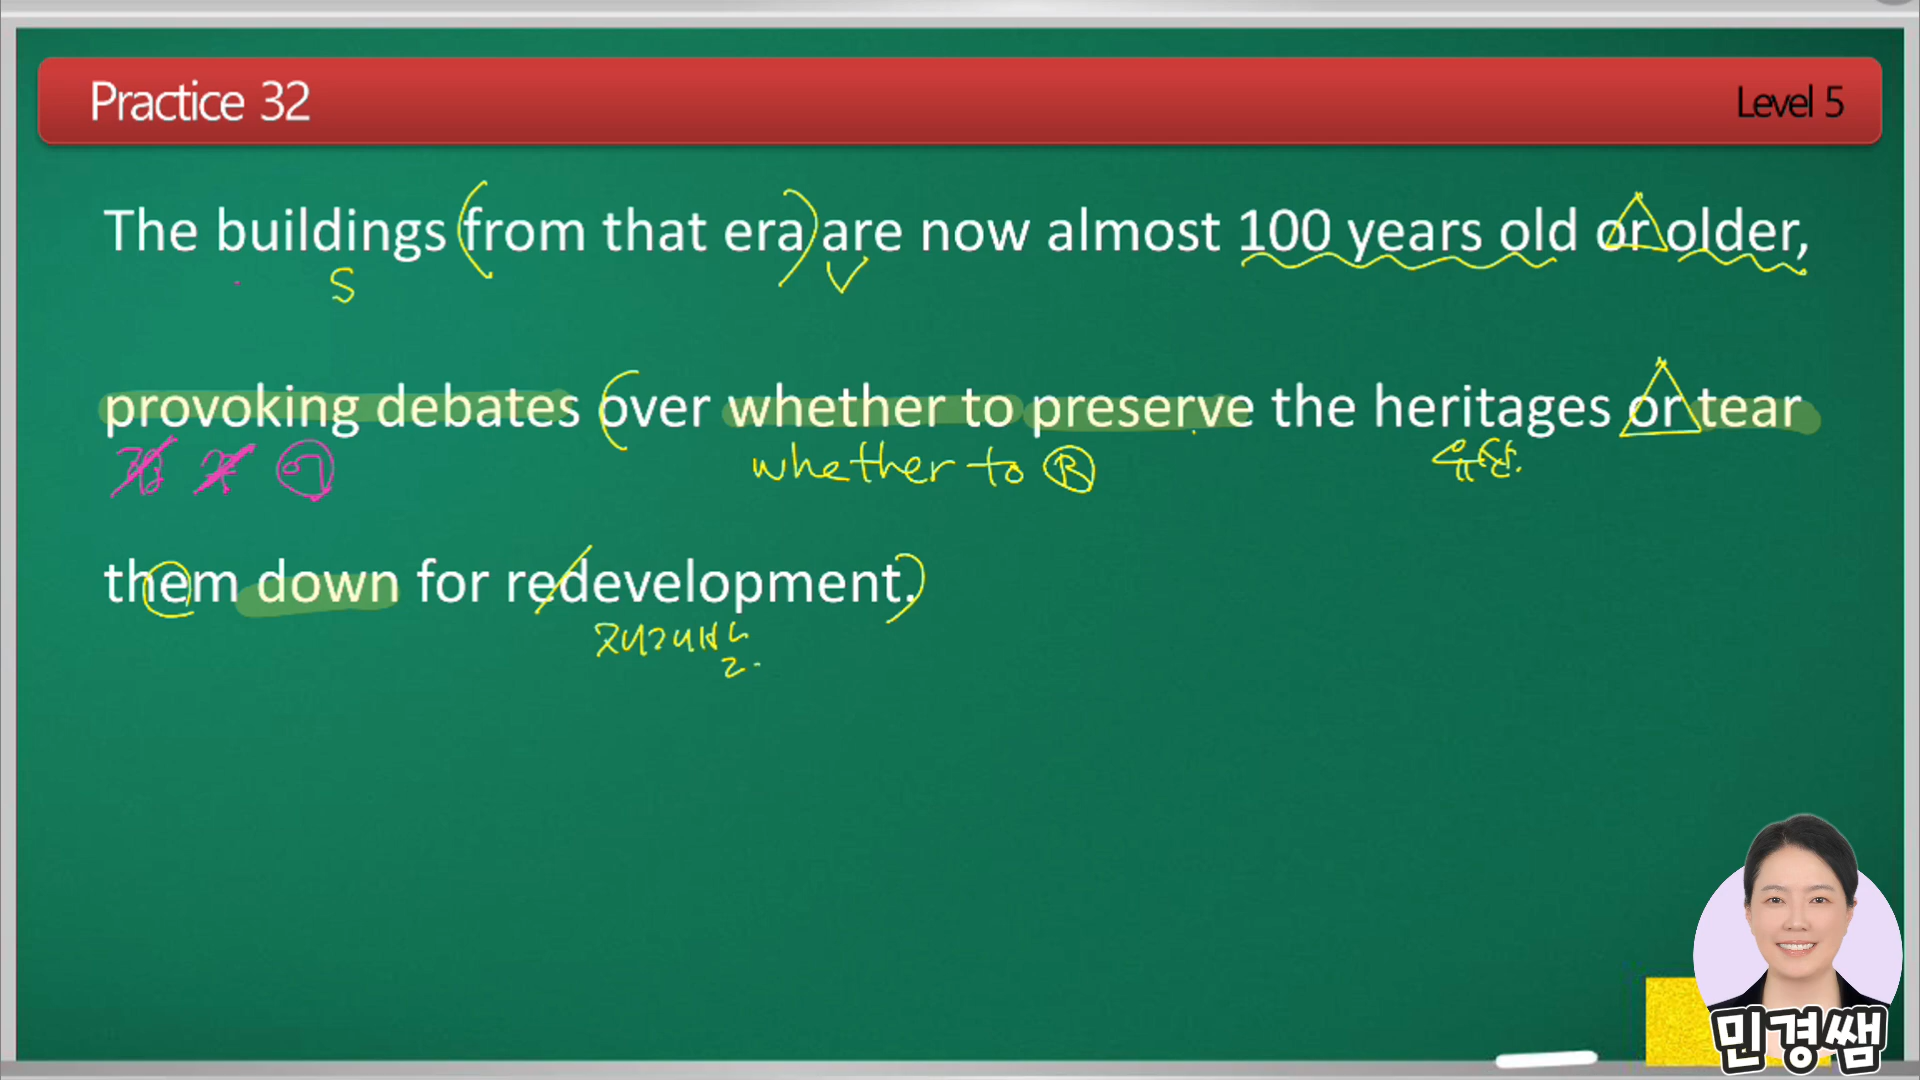 Practice 32
Level 5
The buildings from that era are now almost 100 years old or older,
S V
provoking debates over whether to preserve the heritages or tear
whether to R 유산.
them down for redevelopment.
재개발
민경쌤